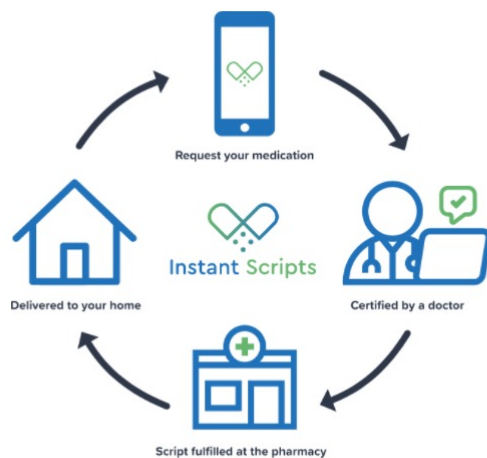 Request your medication
Instant Scripts
Delivered to your home
Certified by a doctor
Script fulfilled at the pharmacy